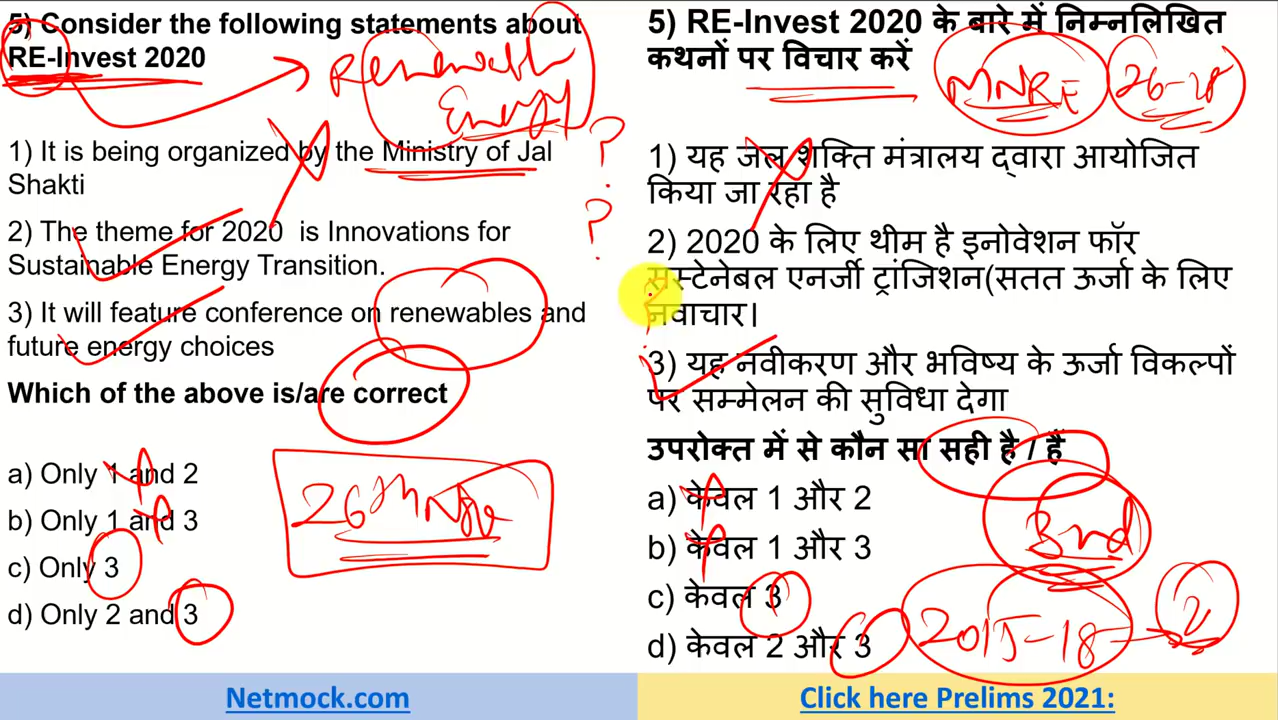 5) Consider the following statements about
RE-Invest 2020
Renewable
Energy
1) It is being organized by the Ministry of Jal
Shakti
?
2) The theme for 2020 is Innovations for
Sustainable Energy Transition.
?
3) It will feature conference on renewables and
future energy choices
Which of the above is/are correct
a) Only 1 and 2
b) Only 1 and 3
c) Only 3
d) Only 2 and 3
26
Netmock.com
5) RE-Invest 2020 के बारे में निम्नलिखित
कथनों पर विचार करें
MNRE 26-28
1) यह जल शक्ति मंत्रालय द्वारा आयोजित
किया जा रहा है
2) 2020 के लिए थीम है इनोवेशन फॉर
सस्टेनेबल एनर्जी ट्रांजिशन(सतत ऊर्जा के लिए
नवाचार।
3) यह नवीकरण और भविष्य के ऊर्जा विकल्पों
पर सम्मेलन की सुविधा देगा
उपरोक्त में से कौन सा सही है / हैं
a) केवल 1 और 2
b) केवल 1 और 3
c) केवल 3
d) केवल 2 और 3
3nd
2015-18
2
Click here Prelims 2021: